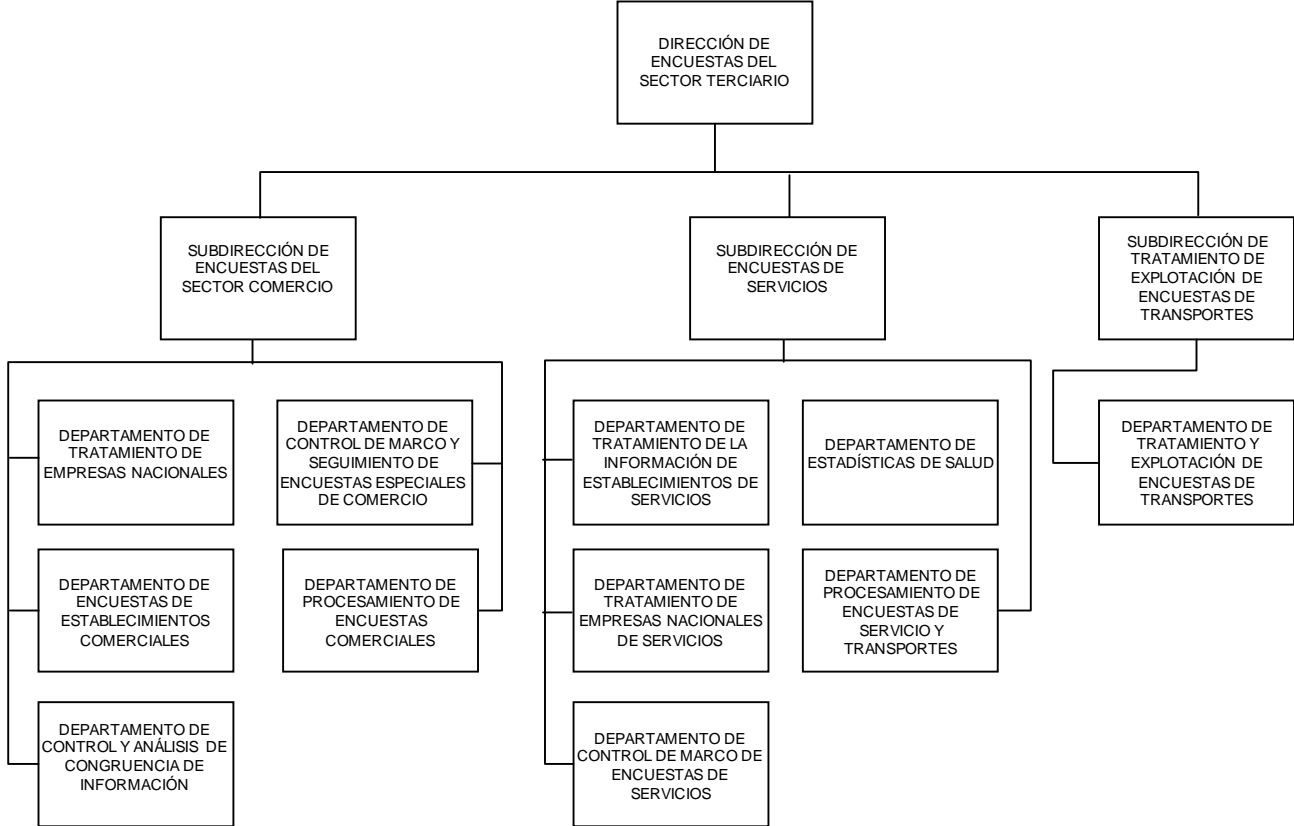 DIRECCIÓN DE
ENCUESTAS DEL
SECTOR TERCIARIO
SUBDIRECCIÓN DE
ENCUESTAS DEL
SECTOR COMERCIO
SUBDIRECCIÓN DE
ENCUESTAS DE
SERVICIOS
SUBDIRECCIÓN DE
TRATAMIENTO DE
EXPLOTACIÓN DE
ENCUESTAS DE
TRANSPORTES
DEPARTAMENTO DE
TRATAMIENTO DE
EMPRESAS NACIONALES
DEPARTAMENTO DE
CONTROL DE MARCO Y
SEGUIMIENTO DE
ENCUESTAS ESPECIALES
DE COMERCIO
DEPARTAMENTO DE
TRATAMIENTO DE LA
INFORMACIÓN DE
ESTABLECIMIENTOS DE
SERVICIOS
DEPARTAMENTO DE
ESTADÍSTICAS DE SALUD
DEPARTAMENTO DE
TRATAMIENTO Y
EXPLOTACIÓN DE
ENCUESTAS DE
TRANSPORTES
DEPARTAMENTO DE
ENCUESTAS DE
ESTABLECIMIENTOS
COMERCIALES
DEPARTAMENTO DE
PROCESAMIENTO DE
ENCUESTAS
COMERCIALES
DEPARTAMENTO DE
TRATAMIENTO DE
EMPRESAS NACIONALES
DE SERVICIOS
DEPARTAMENTO DE
PROCESAMIENTO DE
ENCUESTAS DE
SERVICIO Y
TRANSPORTES
DEPARTAMENTO DE
CONTROL Y ANÁLISIS DE
CONGRUENCIA DE
INFORMACIÓN
DEPARTAMENTO DE
CONTROL DE MARCO DE
ENCUESTAS DE
SERVICIOS